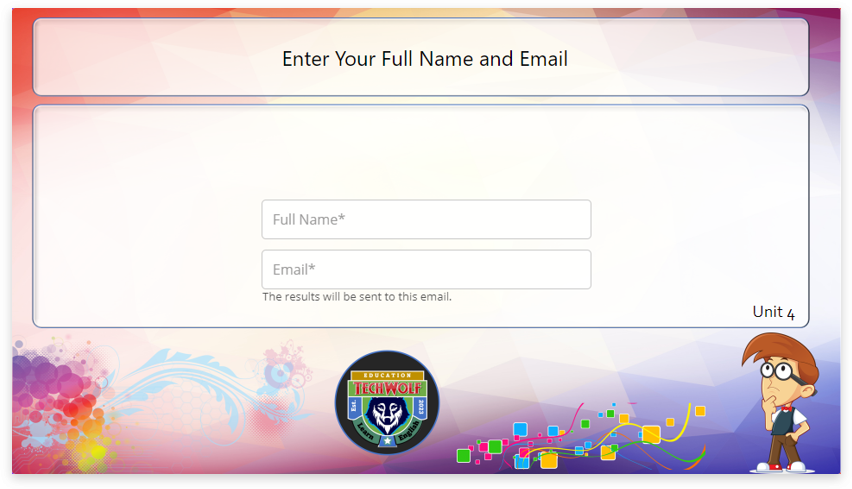 Enter Your Full Name and Email
Full Name*
Email*
The results will be sent to this email.
Unit 4
EDUCATION
TECHWOLF
Est.
2012
Learn
English